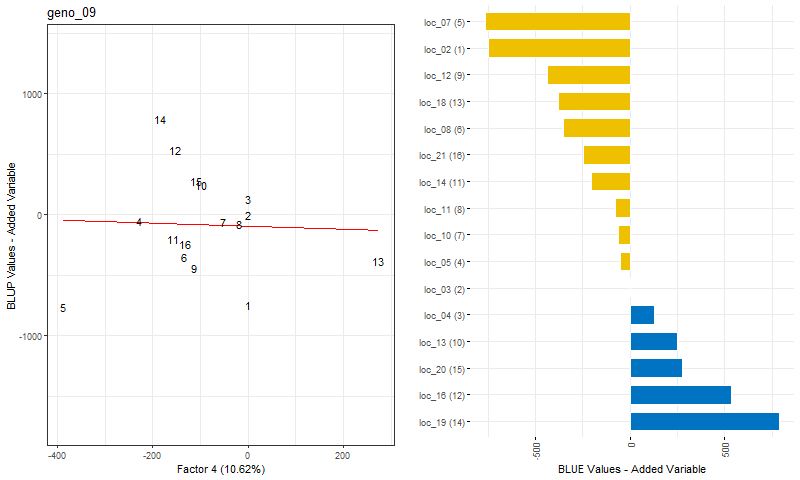 geno_09
BLUP Values - Added Variable
1000
0
-1000
14
12
15
10
3
2
4
7
8
11
16
6
9
13
5
1
-400
-200
0
200
Factor 4 (10.62%)
loc_07 (5)
loc_02 (1)
loc_12 (9)
loc_18 (13)
loc_08 (6)
loc_21 (16)
loc_14 (11)
loc_11 (8)
loc_10 (7)
loc_05 (4)
loc_03 (2)
loc_04 (3)
loc_13 (10)
loc_20 (15)
loc_16 (12)
loc_19 (14)
-500
0
500
BLUE Values - Added Variable